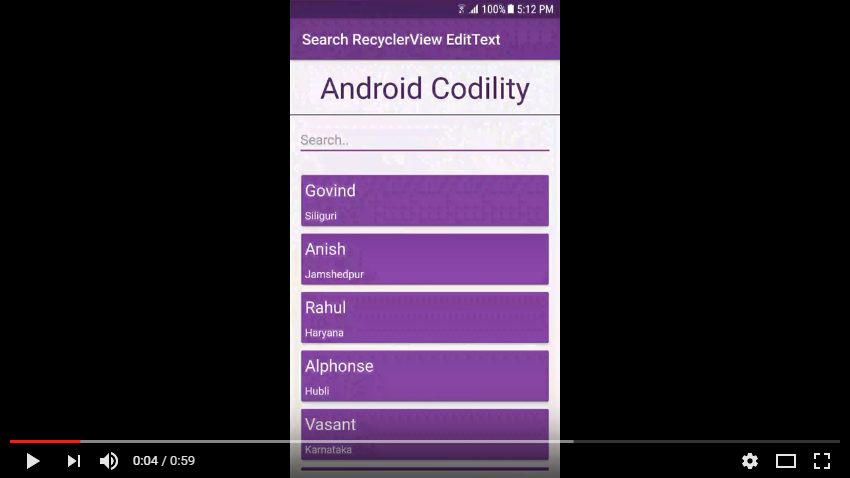 100% 5:12 PM
Search RecyclerView EditText
Android Codility
Search..
Govind
Siliguri
Anish
Jamshedpur
Rahul
Haryana
Alphonse
Hubli
Vasant
Karnataka
0:04 / 0:59